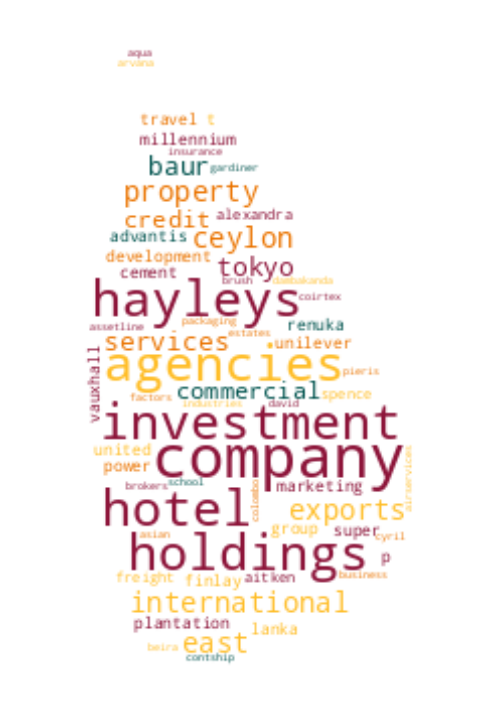 aqua
arvana
travel t
millennium
insurance
baur gardiner
property
credit alexandra
advantis ceylon
development
cement tokyo
brush daebakanda
hayleys coirtex
assetline packaging renuka
services estates unilever
vauxhall
agencies pieris
commercial spence
factors industries david
investment
united company
power airservices
brokers school marketing
hotel colombo exports
group super cyril
asian
holdings p
freight finlay aitken business
international
plantation lanka
beira east
contship